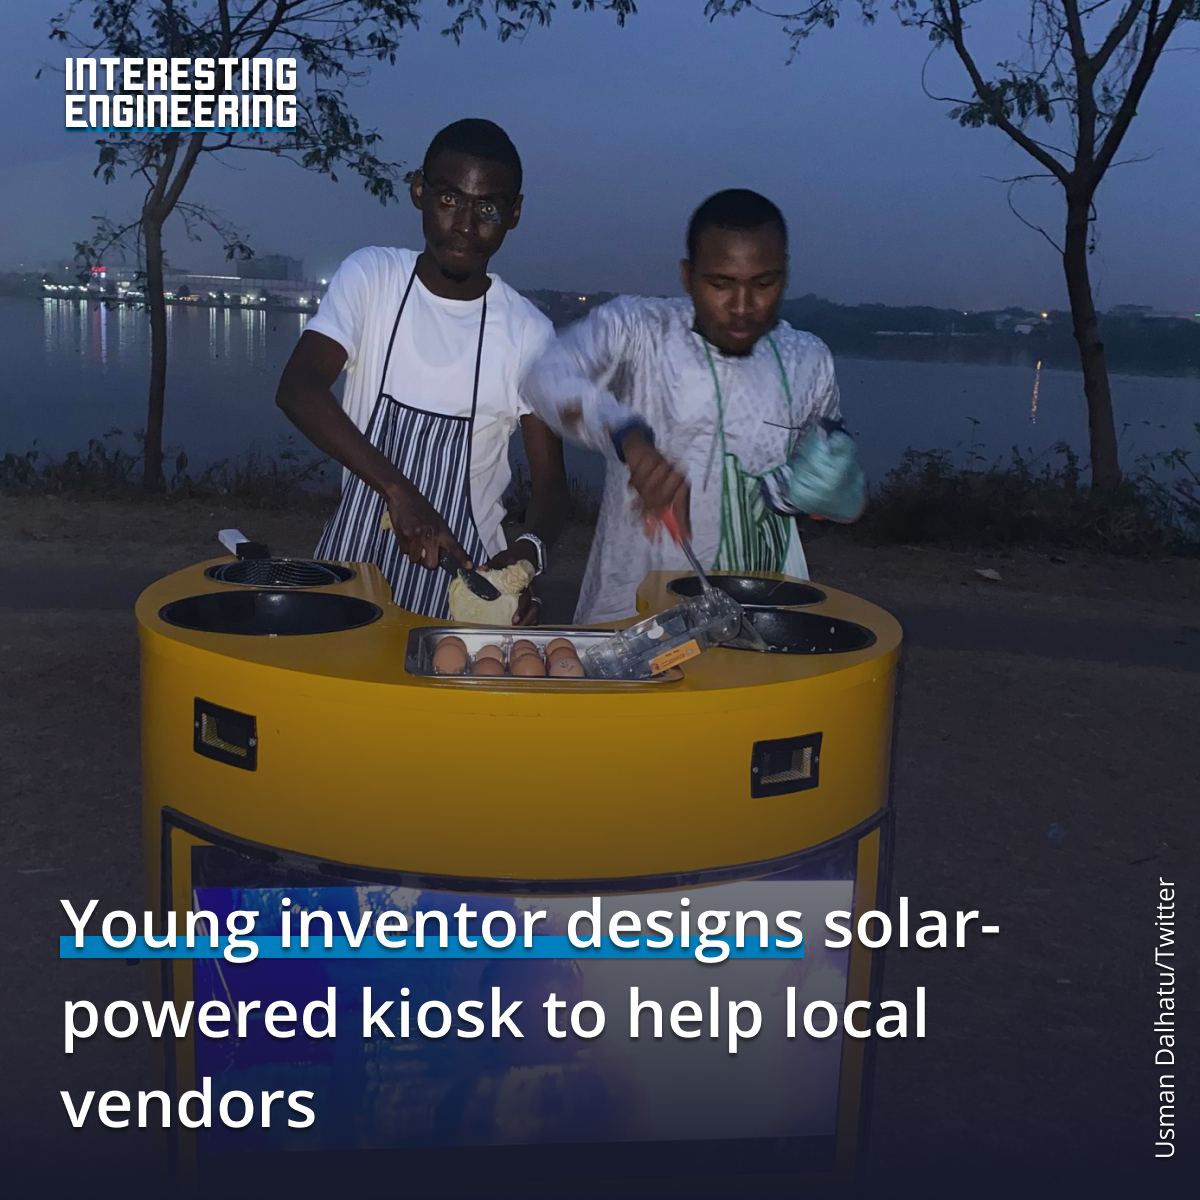 INTERESTING
ENGINEERING
Young inventor designs solar-
powered kiosk to help local
vendors
Usman Dalhatu/Twitter